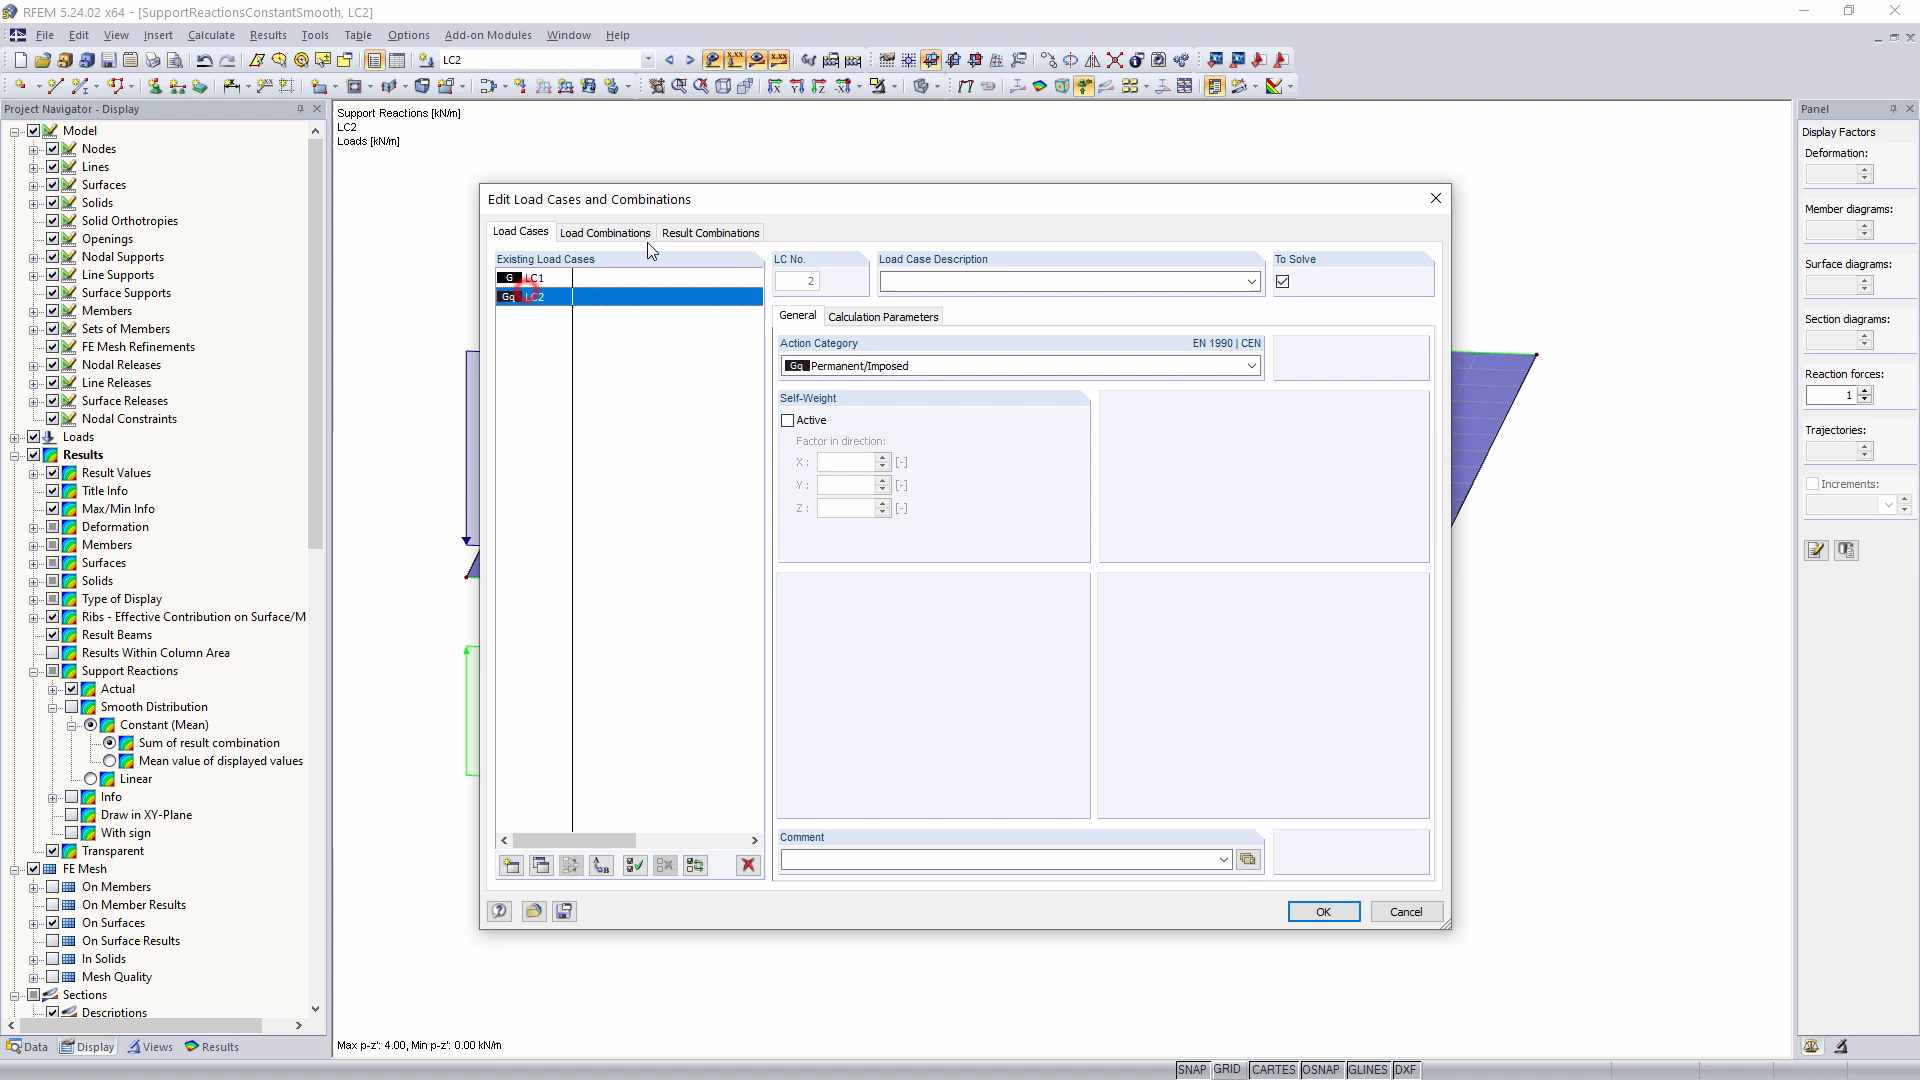 RFEM 5.24.02 x64 - [SupportReactionsConstantSmooth, LC2]
File Edit View Insert Calculate Results Tools Table Options Add-on Modules Window Help
LC2
Project Navigator - Display
Model
Nodes
Lines
Surfaces
Solids
Solid Orthotropies
Openings
Nodal Supports
Line Supports
Surface Supports
Members
Sets of Members
FE Mesh Refinements
Nodal Releases
Line Releases
Surface Releases
Nodal Constraints
Loads
Results
Result Values
Title Info
Max/Min Info
Deformation
Members
Surfaces
Solids
Type of Display
Ribs - Effective Contribution on Surface/M
Result Beams
Results Within Column Area
Support Reactions
Actual
Smooth Distribution
Constant (Mean)
Sum of result combination
Mean value of displayed values
Linear
Info
Draw in XY-Plane
With sign
Transparent
FE Mesh
On Members
On Member Results
On Surfaces
On Surface Results
In Solids
Mesh Quality
Sections
Descriptions
Data Display Views Results
Support Reactions [kN/m]
LC2
Loads [kN/m]
Edit Load Cases and Combinations
Load Cases Load Combinations Result Combinations
Existing Load Cases
G LC1
Gq LC2
LC No.
2
Load Case Description
To Solve
General Calculation Parameters
Action Category EN 1990 | CEN
Gq Permanent/Imposed
Self-Weight
Active
Factor in direction:
X: [-]
Y: [-]
Z: [-]
Comment
OK Cancel
Max p-z': 4.00, Min p-z': 0.00 kN/m
Panel
Display Factors
Deformation:
Member diagrams:
Surface diagrams:
Section diagrams:
Reaction forces:
1
Trajectories:
Increments:
SNAP GRID CARTES OSNAP GLINES DXF